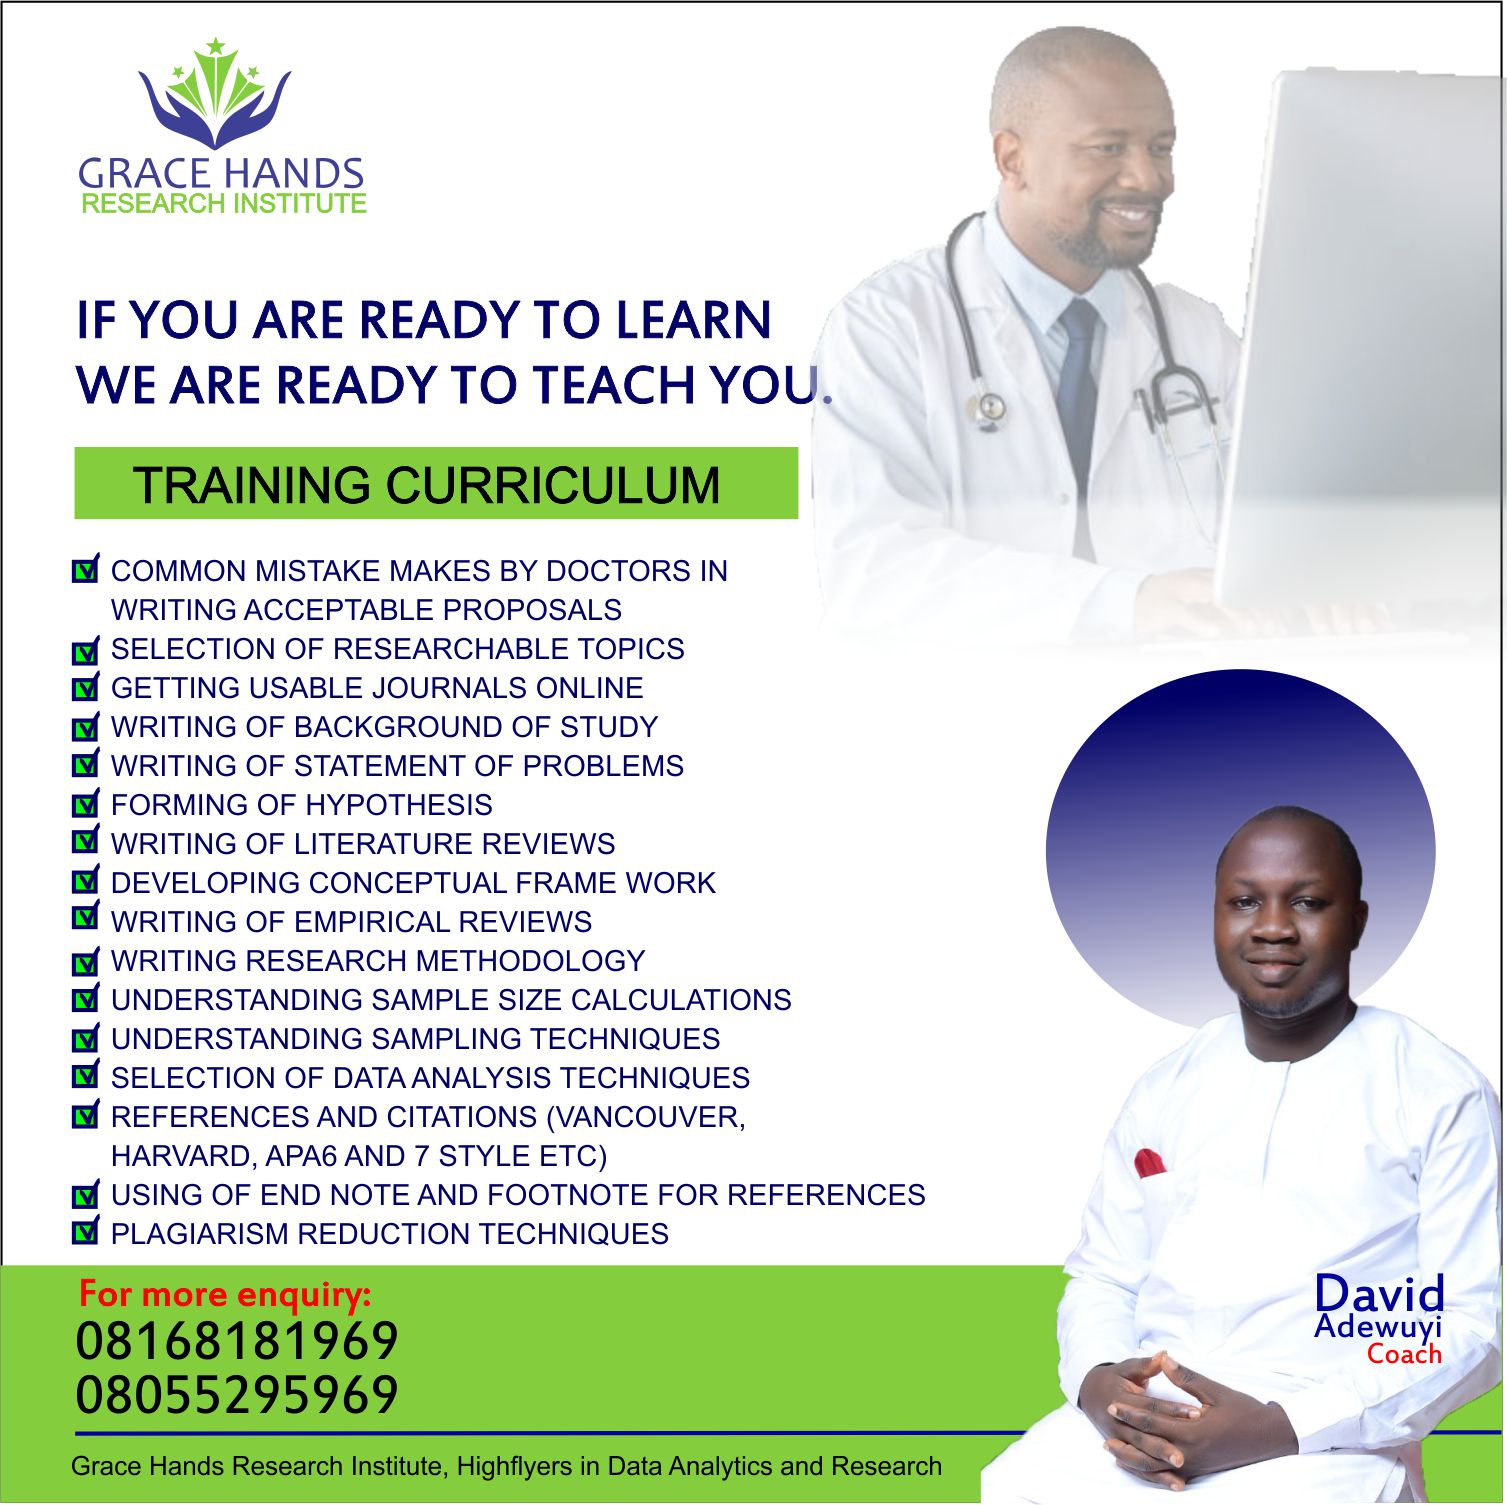 GRACE HANDS
RESEARCH INSTITUTE
IF YOU ARE READY TO LEARN
WE ARE READY TO TEACH YOU.
TRAINING CURRICULUM
COMMON MISTAKE MAKES BY DOCTORS IN
WRITING ACCEPTABLE PROPOSALS
SELECTION OF RESEARCHABLE TOPICS
GETTING USABLE JOURNALS ONLINE
WRITING OF BACKGROUND OF STUDY
WRITING OF STATEMENT OF PROBLEMS
FORMING OF HYPOTHESIS
WRITING OF LITERATURE REVIEWS
DEVELOPING CONCEPTUAL FRAME WORK
WRITING OF EMPIRICAL REVIEWS
WRITING RESEARCH METHODOLOGY
UNDERSTANDING SAMPLE SIZE CALCULATIONS
UNDERSTANDING SAMPLING TECHNIQUES
SELECTION OF DATA ANALYSIS TECHNIQUES
REFERENCES AND CITATIONS (VANCOUVER,
HARVARD, APA6 AND 7 STYLE ETC)
USING OF END NOTE AND FOOTNOTE FOR REFERENCES
PLAGIARISM REDUCTION TECHNIQUES
For more enquiry:
08168181969
08055295969
David
Adewuyi
Coach
Grace Hands Research Institute, Highflyers in Data Analytics and Research